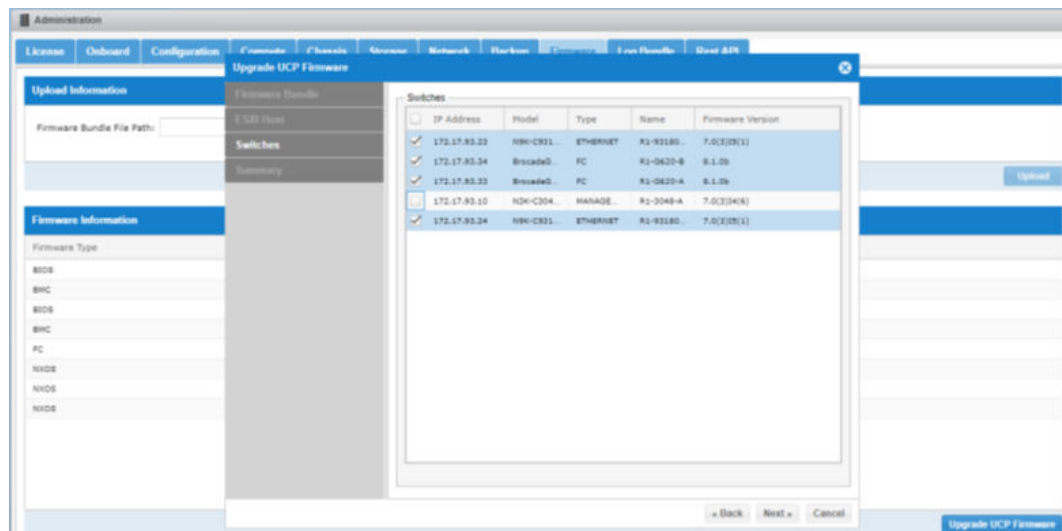 Administration
License Onboard Configuration Compute Chassis Storage Network Backup Firmware Log Bundle Rest API
Upgrade UCP Firmware
Upload Information
Firmware Bundle File Path:
Upload
Firmware Bundle
ESXI Host
Switches
Summary
Switches
IP Address Model Type Name Firmware Version
172.17.93.23 N9K-C931... ETHERNET R1-93180... 7.0(3)I5(1)
172.17.93.34 BrocadeG... FC R1-G620-B 8.1.0b
172.17.93.33 BrocadeG... FC R1-G620-A 8.1.0b
172.17.93.10 N3K-C304... MANAGE... R1-3048-A 7.0(3)I4(6)
172.17.93.24 N9K-C931... ETHERNET R1-93180... 7.0(3)I5(1)
Firmware Information
Firmware Type
BIOS
BMC
BIOS
BMC
FC
NXOS
NXOS
NXOS
« Back Next » Cancel
Upgrade UCP Firmware